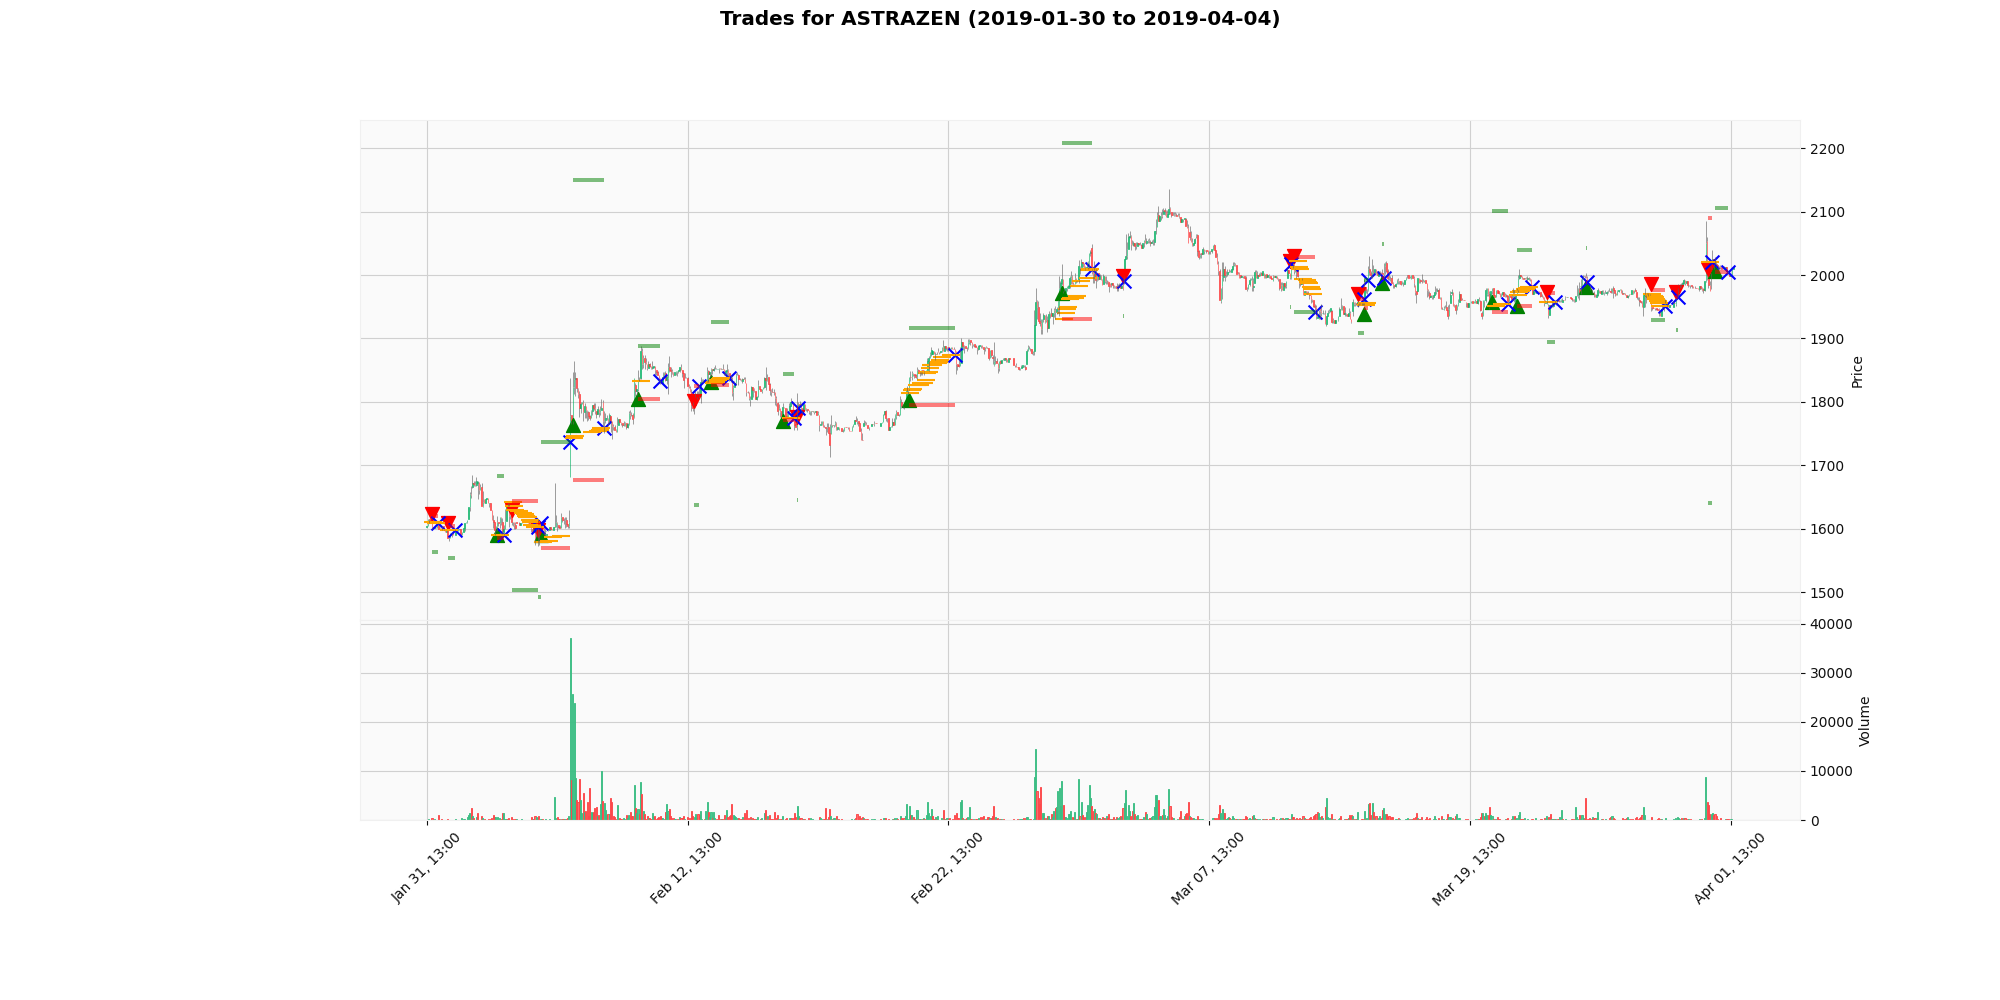 Trades for ASTRAZEN (2019-01-30 to 2019-04-04)
2200
2100
2000
1900
1800
1700
1600
1500
Price
40000
30000
20000
10000
0
Volume
Jan 31, 13:00
Feb 12, 13:00
Feb 22, 13:00
Mar 07, 13:00
Mar 19, 13:00
Apr 01, 13:00